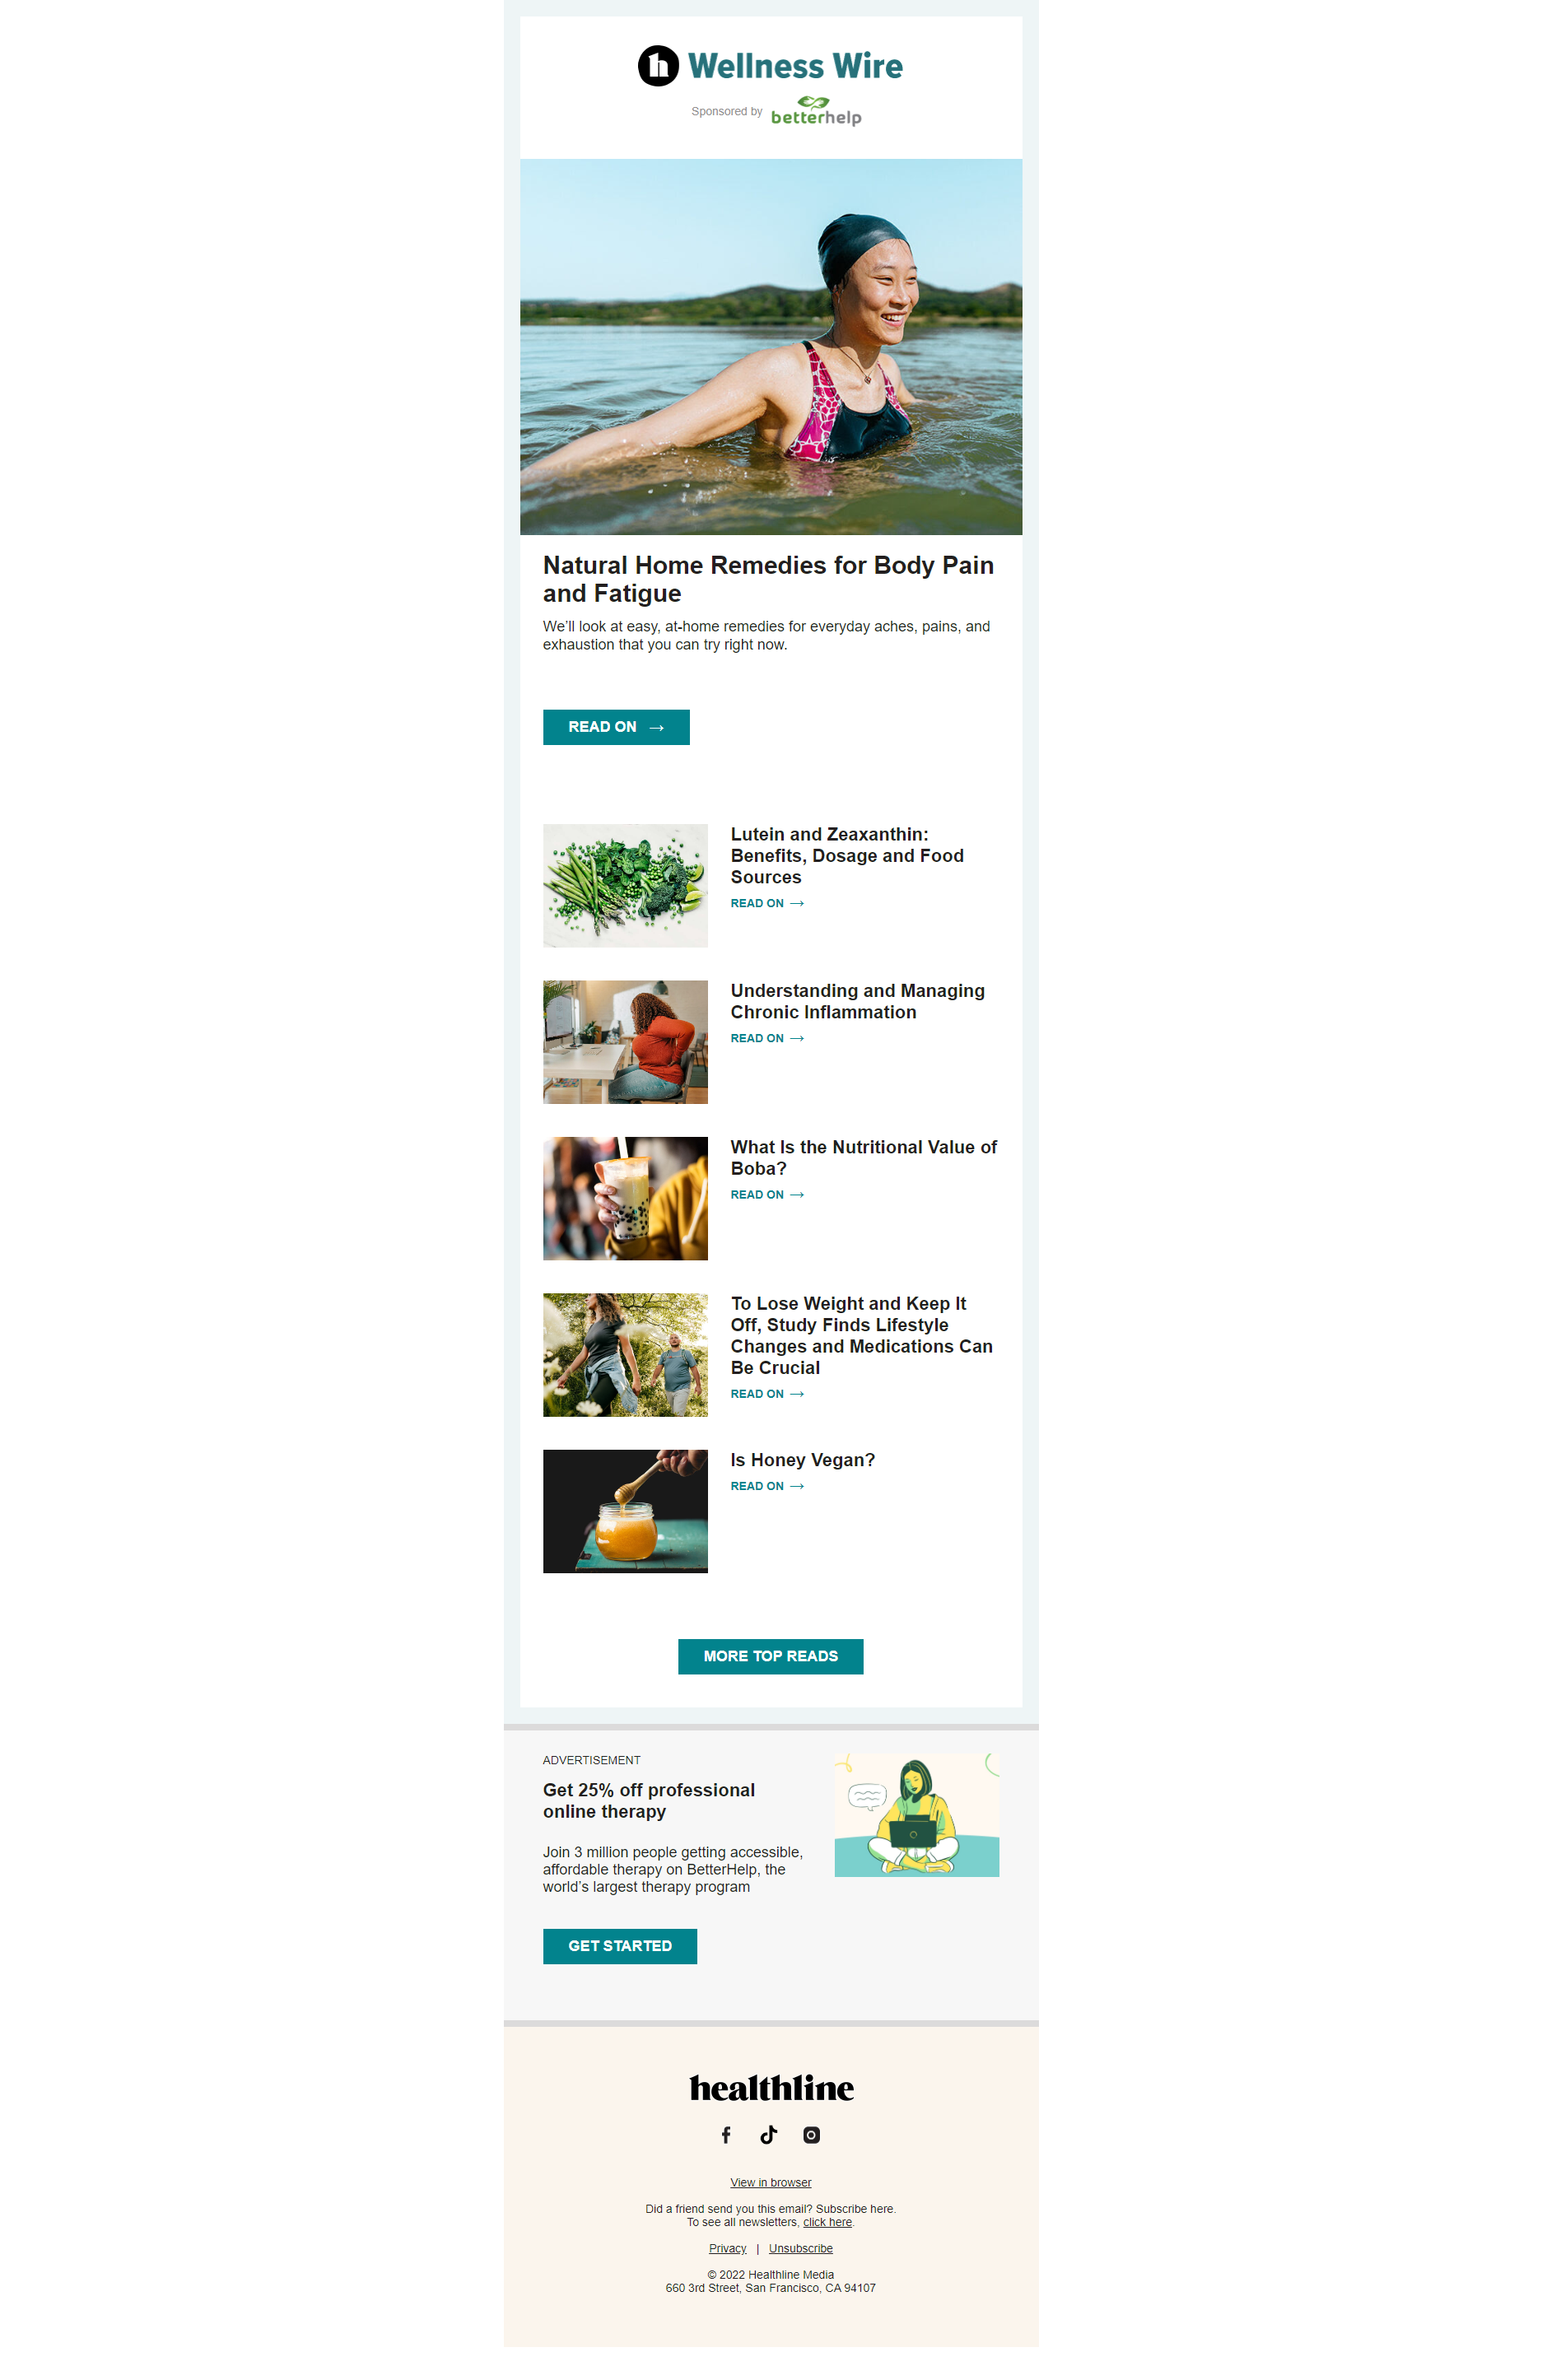 h Wellness Wire
Sponsored by betterhelp
Natural Home Remedies for Body Pain
and Fatigue
We’ll look at easy, at-home remedies for everyday aches, pains, and
exhaustion that you can try right now.
READ ON →
Lutein and Zeaxanthin:
Benefits, Dosage and Food
Sources
READ ON →
Understanding and Managing
Chronic Inflammation
READ ON →
What Is the Nutritional Value of
Boba?
READ ON →
To Lose Weight and Keep It
Off, Study Finds Lifestyle
Changes and Medications Can
Be Crucial
READ ON →
Is Honey Vegan?
READ ON →
MORE TOP READS
ADVERTISEMENT
Get 25% off professional
online therapy
Join 3 million people getting accessible,
affordable therapy on BetterHelp, the
world’s largest therapy program
GET STARTED
healthline
View in browser
Did a friend send you this email? Subscribe here.
To see all newsletters, click here.
Privacy | Unsubscribe
© 2022 Healthline Media
660 3rd Street, San Francisco, CA 94107